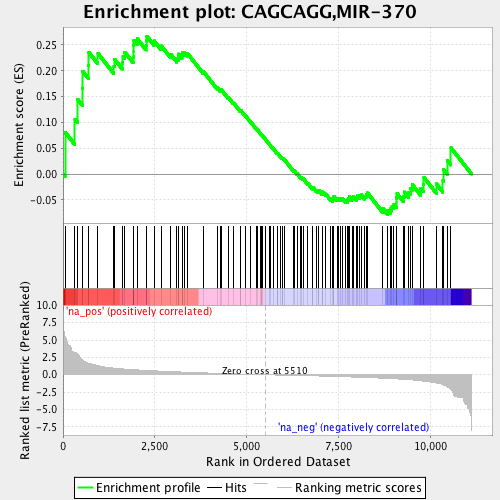 Enrichment plot: CAGCAGG,MIR-370
Enrichment score (ES)
0.25
0.20
0.15
0.10
0.05
0.00
-0.05
'na_pos' (positively correlated)
Ranked list metric (PreRanked)
10.0
7.5
5.0
2.5
0.0
-2.5
-5.0
-7.5
Zero cross at 5510
'na_neg' (negatively correlated)
0
2,500
5,000
7,500
10,000
Rank in Ordered Dataset
Enrichment profile
Hits
Ranking metric scores